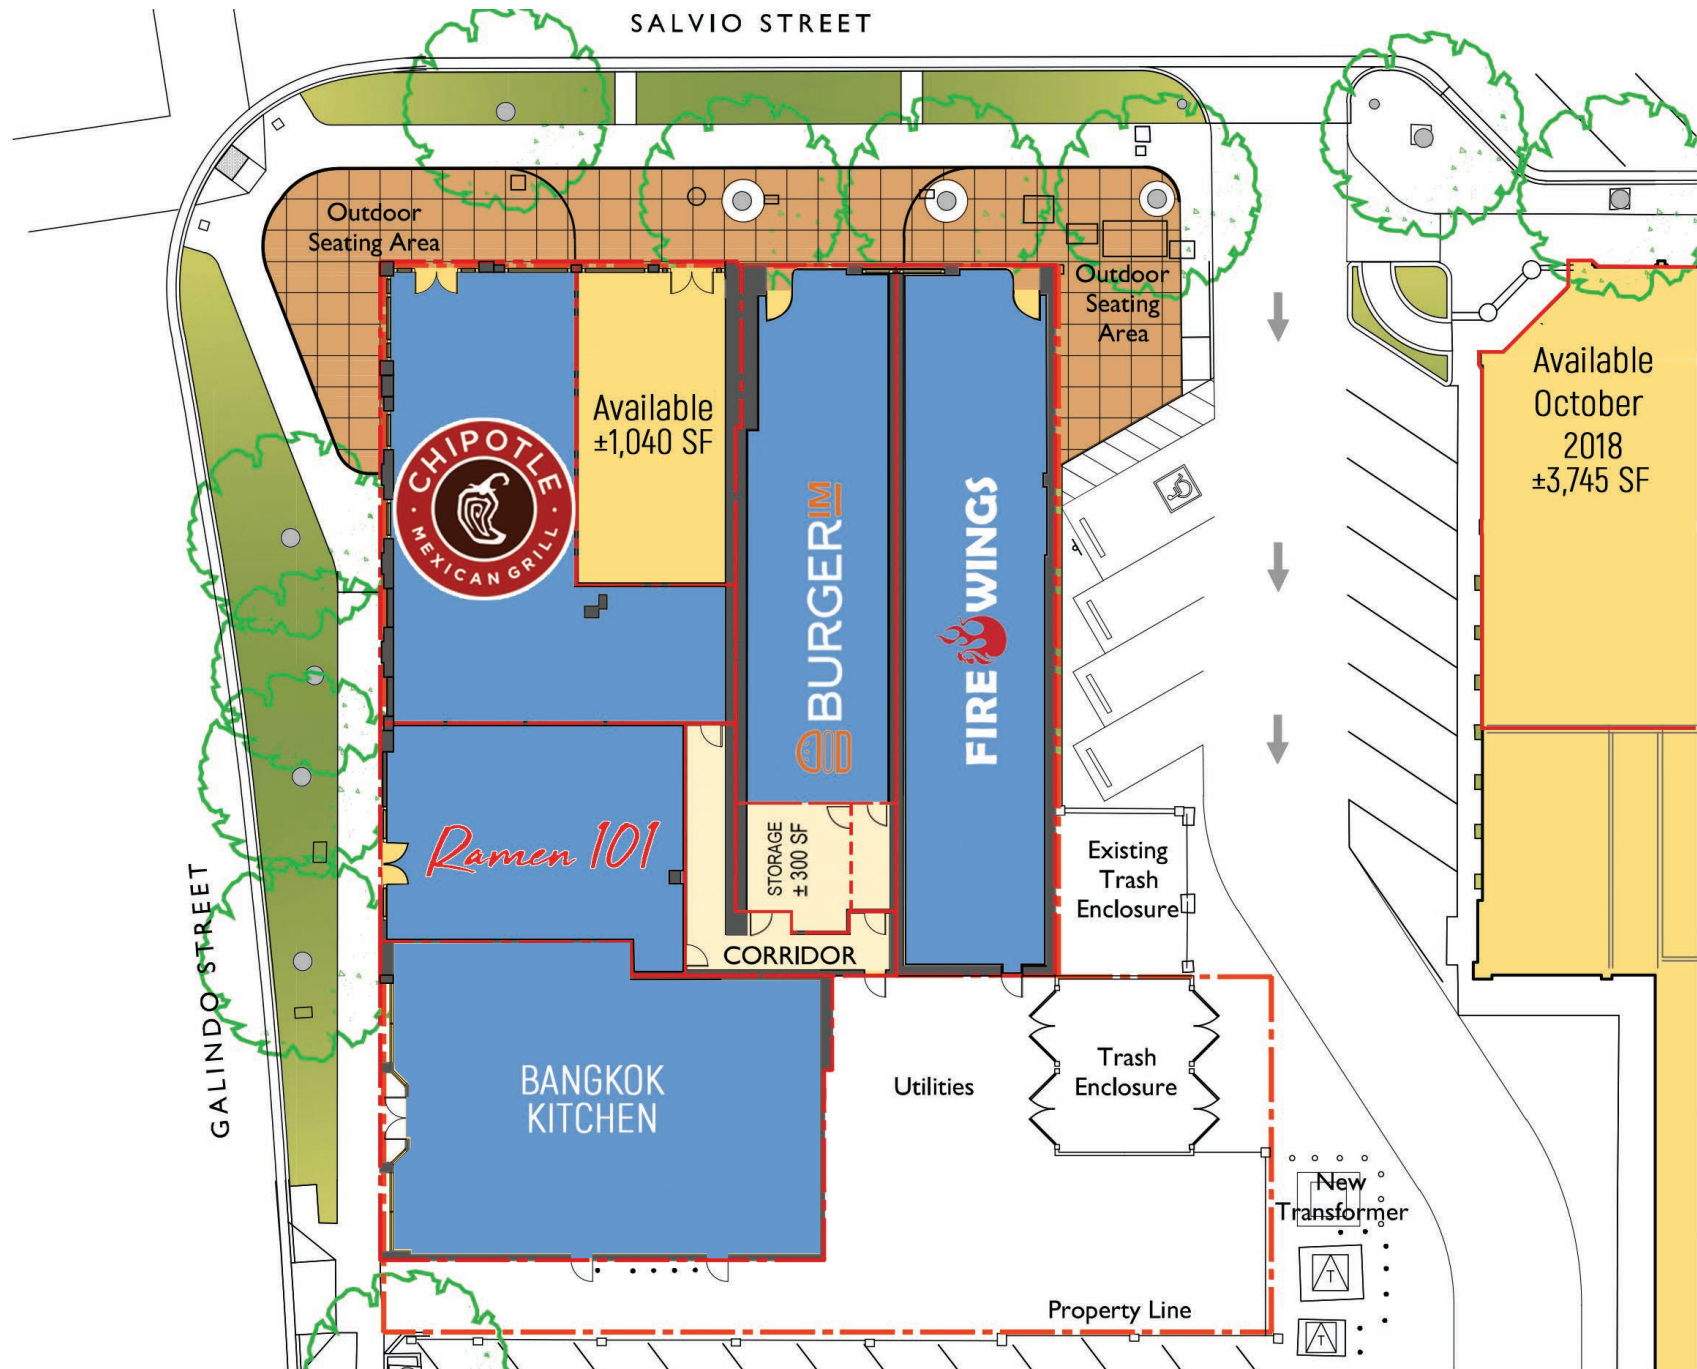 SALVIO STREET
Outdoor
Seating Area
Outdoor
Seating
Area
Available
±1,040 SF
Available
October
2018
±3,745 SF
CHIPOTLE
MEXICAN GRILL
BURGERIM
FIRE WINGS
Ramen 101
STORAGE
± 300 SF
CORRIDOR
Existing
Trash
Enclosure
GALINDO STREET
BANGKOK
KITCHEN
Utilities
Trash
Enclosure
New
Transformer
T
Property Line
T